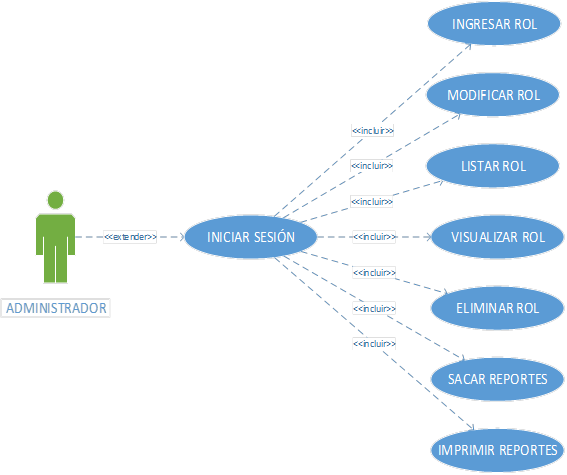 INGRESAR ROL
MODIFICAR ROL
<<incluir>>
<<incluir>>
LISTAR ROL
<<incluir>>
<<extender>>
INICIAR SESIÓN
<<incluir>>
VISUALIZAR ROL
<<incluir>>
ADMINISTRADOR
<<incluir>>
ELIMINAR ROL
<<incluir>>
SACAR REPORTES
IMPRIMIR REPORTES